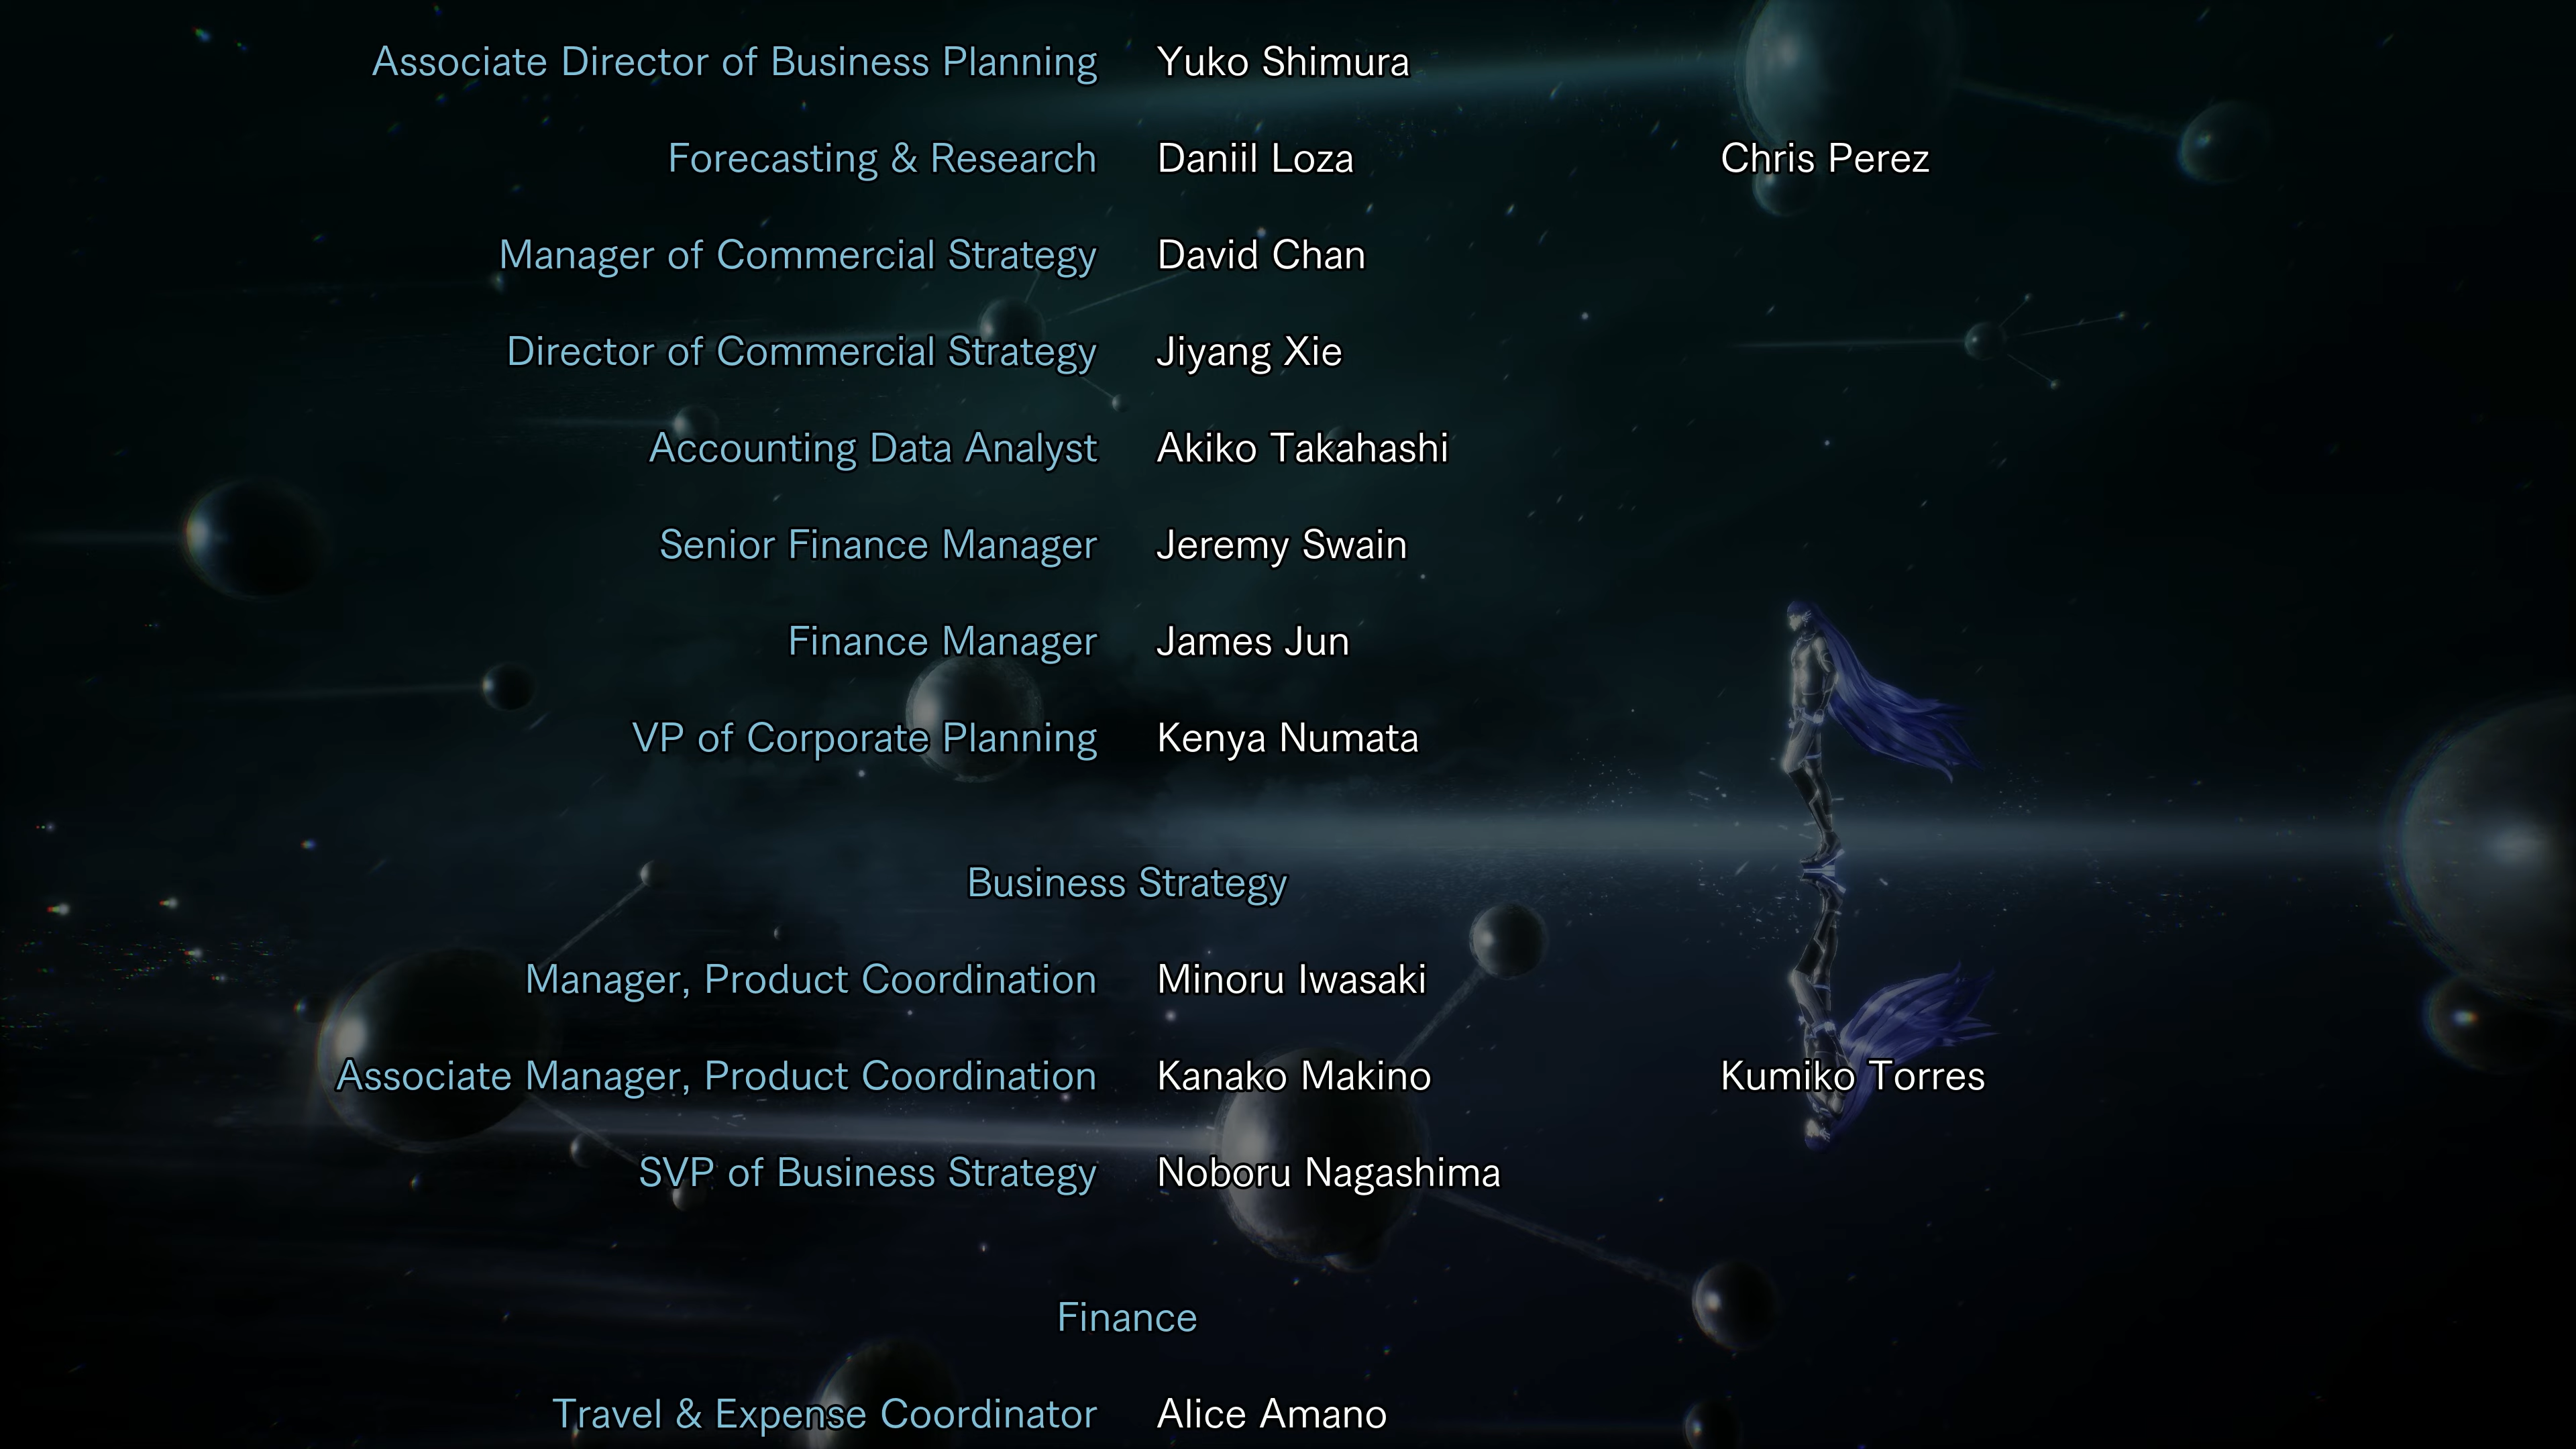 Associate Director of Business Planning Yuko Shimura
Forecasting & Research Daniil Loza Chris Perez
Manager of Commercial Strategy David Chan
Director of Commercial Strategy Jiyang Xie
Accounting Data Analyst Akiko Takahashi
Senior Finance Manager Jeremy Swain
Finance Manager James Jun
VP of Corporate Planning Kenya Numata
Business Strategy
Manager, Product Coordination Minoru Iwasaki
Associate Manager, Product Coordination Kanako Makino Kumiko Torres
SVP of Business Strategy Noboru Nagashima
Finance
Travel & Expense Coordinator Alice Amano